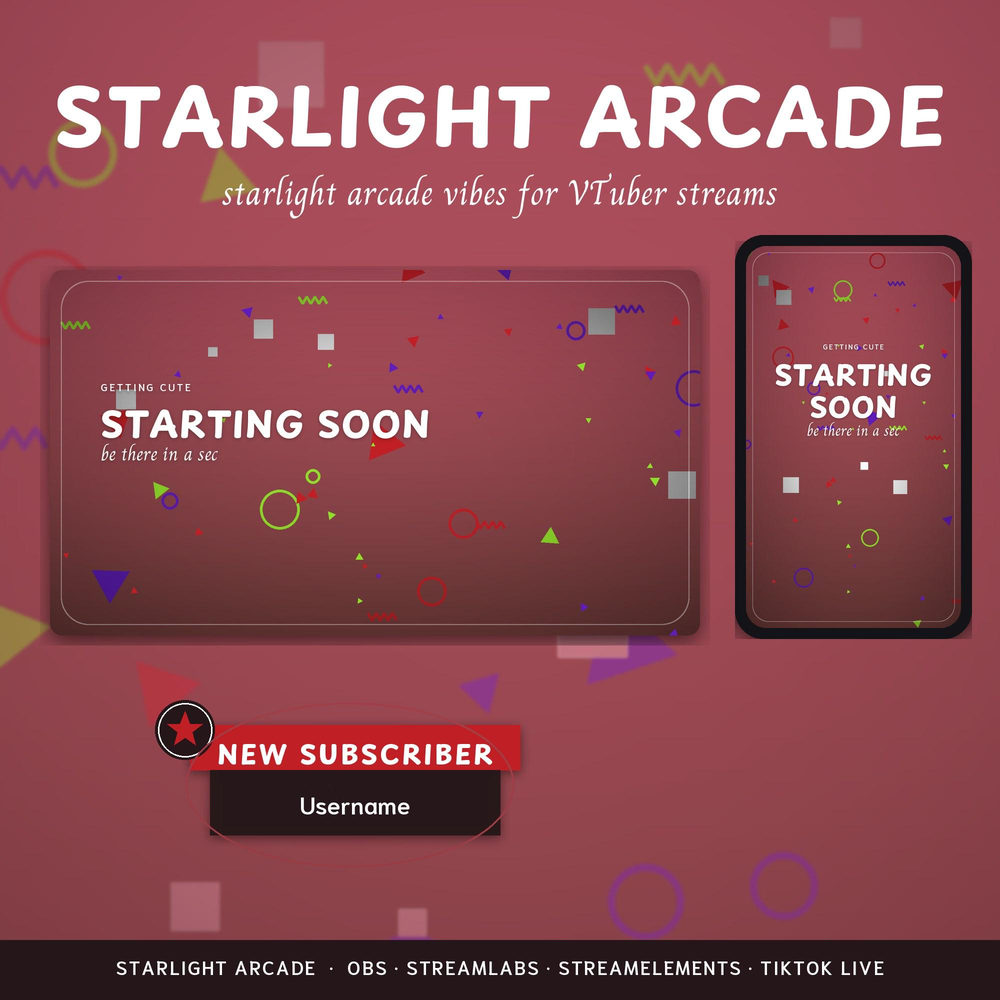 STARLIGHT ARCADE
starlight arcade vibes for VTuber streams
GETTING CUTE
STARTING SOON
be there in a sec
GETTING CUTE
STARTING
SOON
be there in a sec
NEW SUBSCRIBER
Username
STARLIGHT ARCADE · OBS · STREAMLABS · STREAMELEMENTS · TIKTOK LIVE